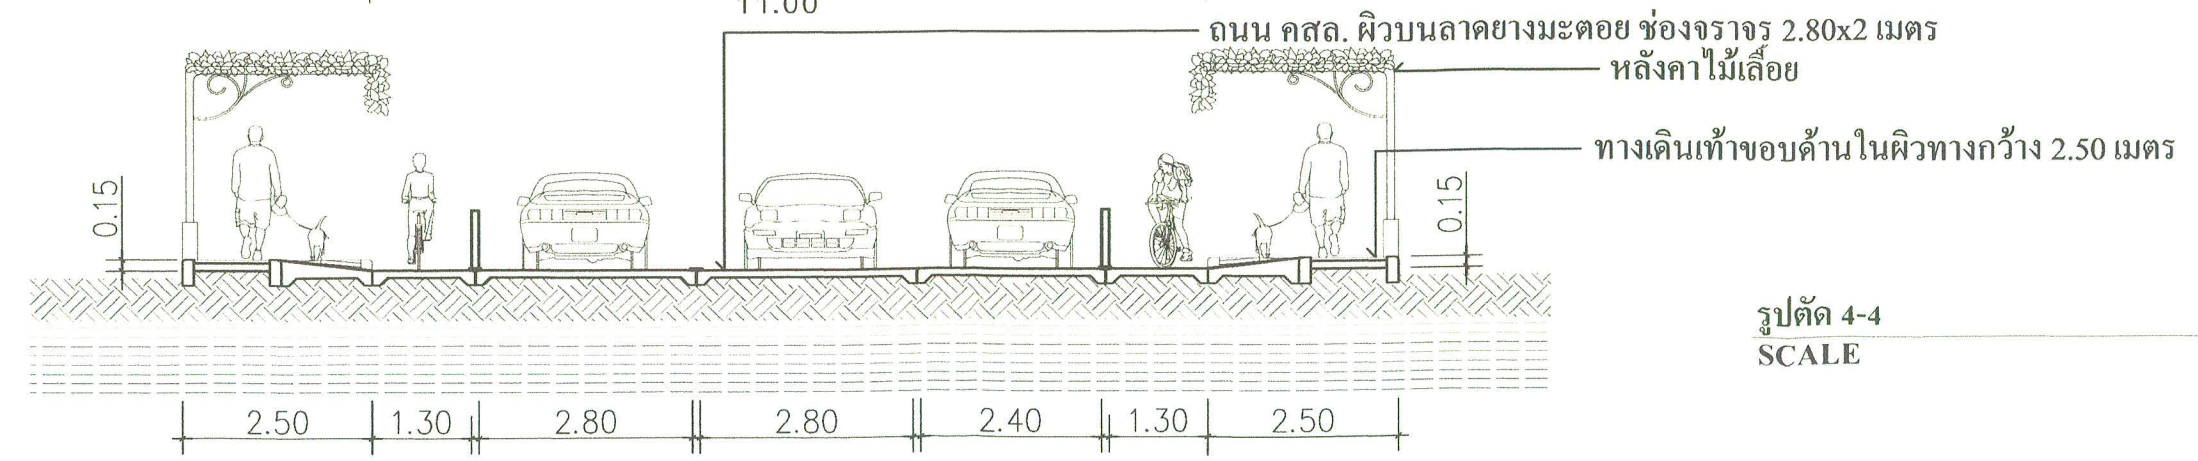 11.00
ถนน คสล. ผิวบนลาดยางมะตอย ช่องจราจร 2.80x2 เมตร
หลังคาไม้เลื้อย
ทางเดินเท้าขอบด้านในผิวทางกว้าง 2.50 เมตร
0.15
0.15
รูปตัด 4-4
SCALE
2.50 1.30 2.80 2.80 2.40 1.30 2.50